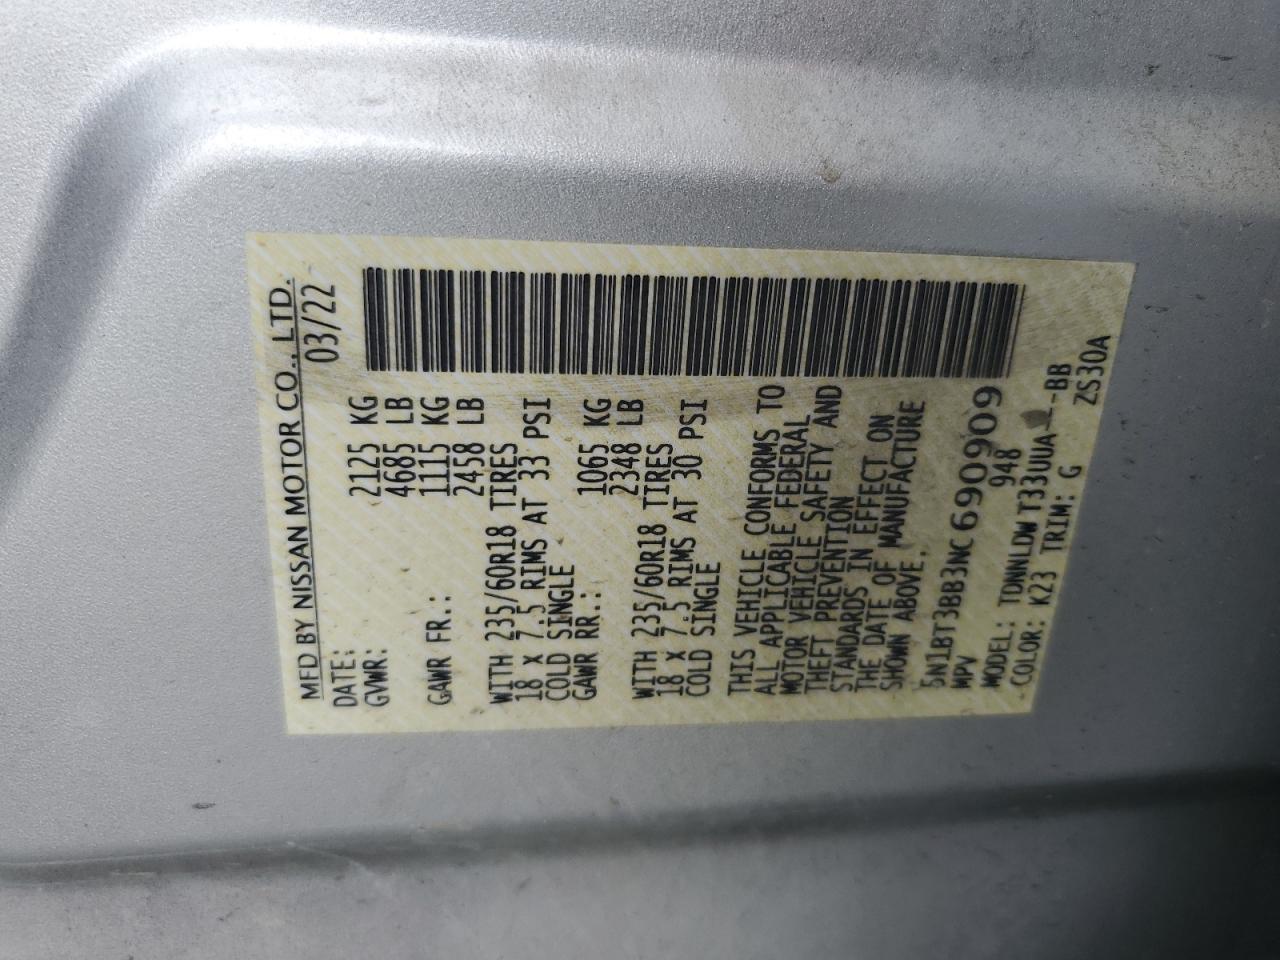 MFD BY NISSAN MOTOR CO., LTD.
DATE: 03/22
GVWR: 2125 KG
4685 LB
GAWR FR.: 1115 KG
2458 LB
WITH 235/60R18 TIRES
18 X 7.5 RIMS AT 33 PSI
COLD SINGLE
GAWR RR.: 1065 KG
2348 LB
WITH 235/60R18 TIRES
18 X 7.5 RIMS AT 30 PSI
COLD SINGLE
THIS VEHICLE CONFORMS TO
ALL APPLICABLE FEDERAL
MOTOR VEHICLE SAFETY AND
THEFT PREVENTION
STANDARDS IN EFFECT ON
THE DATE OF MANUFACTURE
SHOWN ABOVE.
5N1BT3BB3NC690909
MPV 948
MODEL: TDNNLDWT33UUA--BB
COLOR: K23 TRIM: G ZS30A